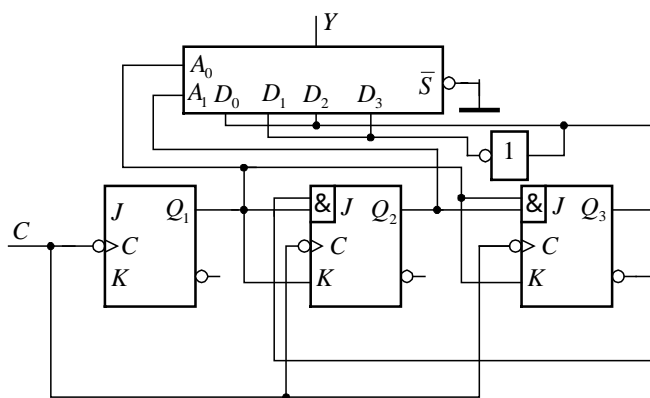 Y
A₀
A₁ D₀ D₁ D₂ D₃ S̅
1
C
J Q₁ & J Q₂ & J Q₃
C C C
K K K